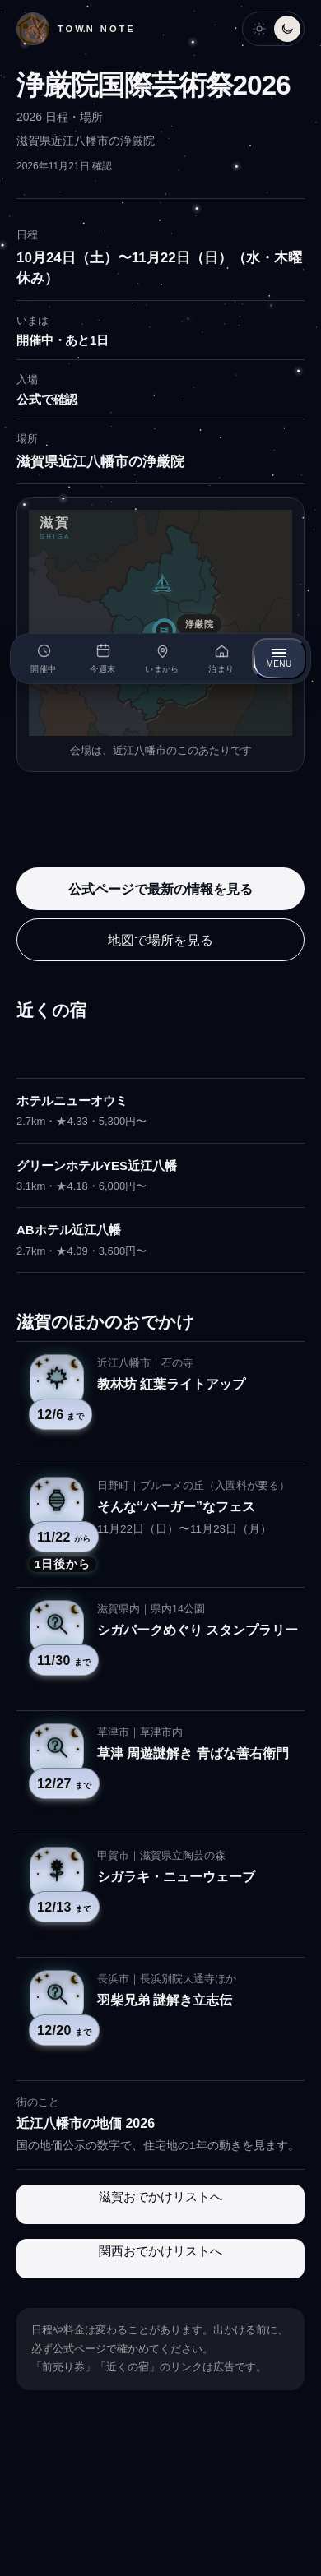 TOWN NOTE
浄厳院国際芸術祭2026
2026 日程・場所
滋賀県近江八幡市の浄厳院
2026年11月21日 確認
日程
10月24日（土）〜11月22日（日）（水・木曜
休み）
いまは
開催中・あと1日
入場
公式で確認
場所
滋賀県近江八幡市の浄厳院
滋賀
SHIGA
浄厳院
開催中
今週末
いまから
泊まり
MENU
会場は、近江八幡市のこのあたりです
公式ページで最新の情報を見る
地図で場所を見る
近くの宿
ホテルニューオウミ
2.7km・★4.33・5,300円〜
グリーンホテルYES近江八幡
3.1km・★4.18・6,000円〜
ABホテル近江八幡
2.7km・★4.09・3,600円〜
滋賀のほかのおでかけ
近江八幡市｜石の寺
教林坊 紅葉ライトアップ
12/6 まで
日野町｜ブルーメの丘（入園料が要る）
そんな“バーガー”なフェス
11月22日（日）〜11月23日（月）
11/22 から
1日後から
滋賀県内｜県内14公園
シガパークめぐり スタンプラリー
11/30 まで
草津市｜草津市内
草津 周遊謎解き 青ばな善右衛門
12/27 まで
甲賀市｜滋賀県立陶芸の森
シガラキ・ニューウェーブ
12/13 まで
長浜市｜長浜別院大通寺ほか
羽柴兄弟 謎解き立志伝
12/20 まで
街のこと
近江八幡市の地価 2026
国の地価公示の数字で、住宅地の1年の動きを見ます。
滋賀おでかけリストへ
関西おでかけリストへ
日程や料金は変わることがあります。出かける前に、
必ず公式ページで確かめてください。
「前売り券」「近くの宿」のリンクは広告です。